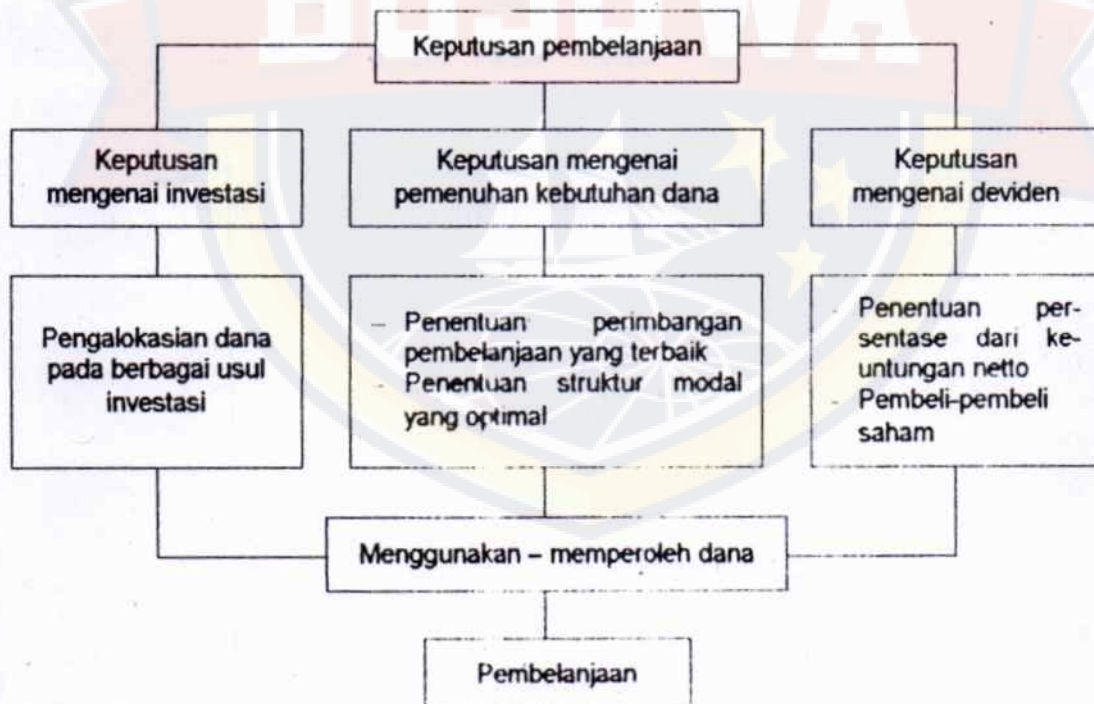 BOSOWA
Keputusan pembelanjaan
Keputusan
mengenai investasi
Keputusan mengenai
pemenuhan kebutuhan dana
Keputusan
mengenai deviden
Pengalokasian dana
pada berbagai usul
investasi
– Penentuan perimbangan
pembelanjaan yang terbaik
– Penentuan struktur modal
yang optimal
– Penentuan per-
sentase dari ke-
untungan netto
– Pembeli-pembeli
saham
Menggunakan – memperoleh dana
Pembelanjaan